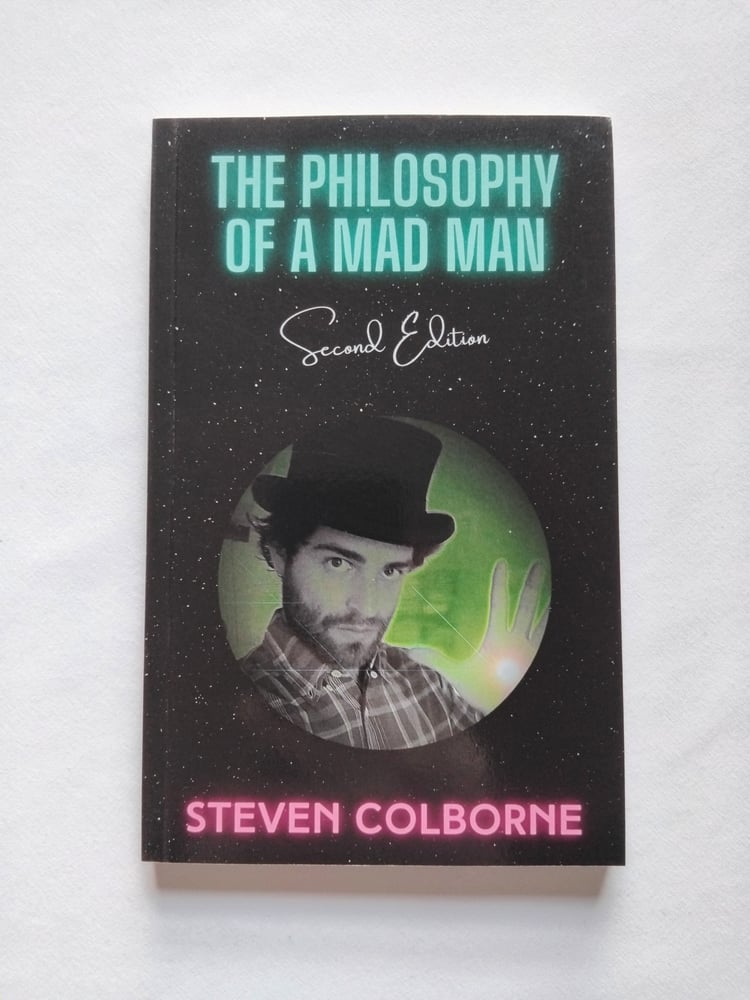 THE PHILOSOPHY
OF A MAD MAN
Second Edition
STEVEN COLBORNE